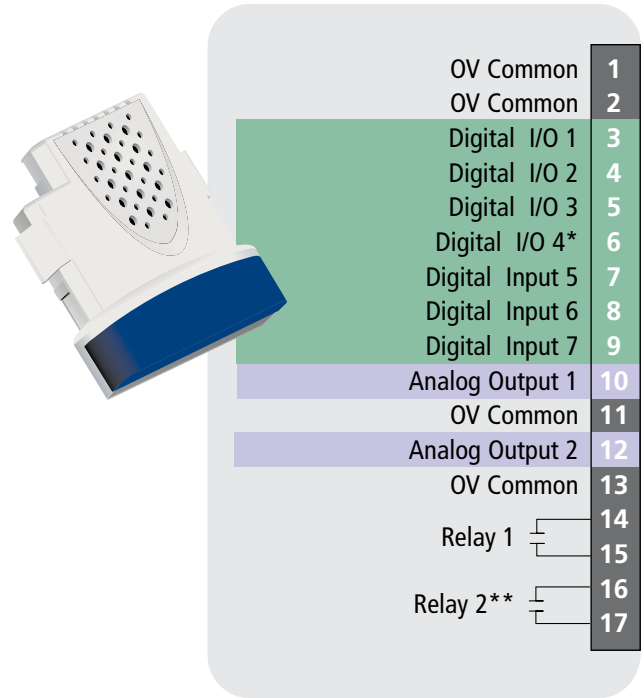 OV Common 1
OV Common 2
Digital I/O 1 3
Digital I/O 2 4
Digital I/O 3 5
Digital I/O 4* 6
Digital Input 5 7
Digital Input 6 8
Digital Input 7 9
Analog Output 1 10
OV Common 11
Analog Output 2 12
OV Common 13
14
Relay 1
15
16
Relay 2**
17